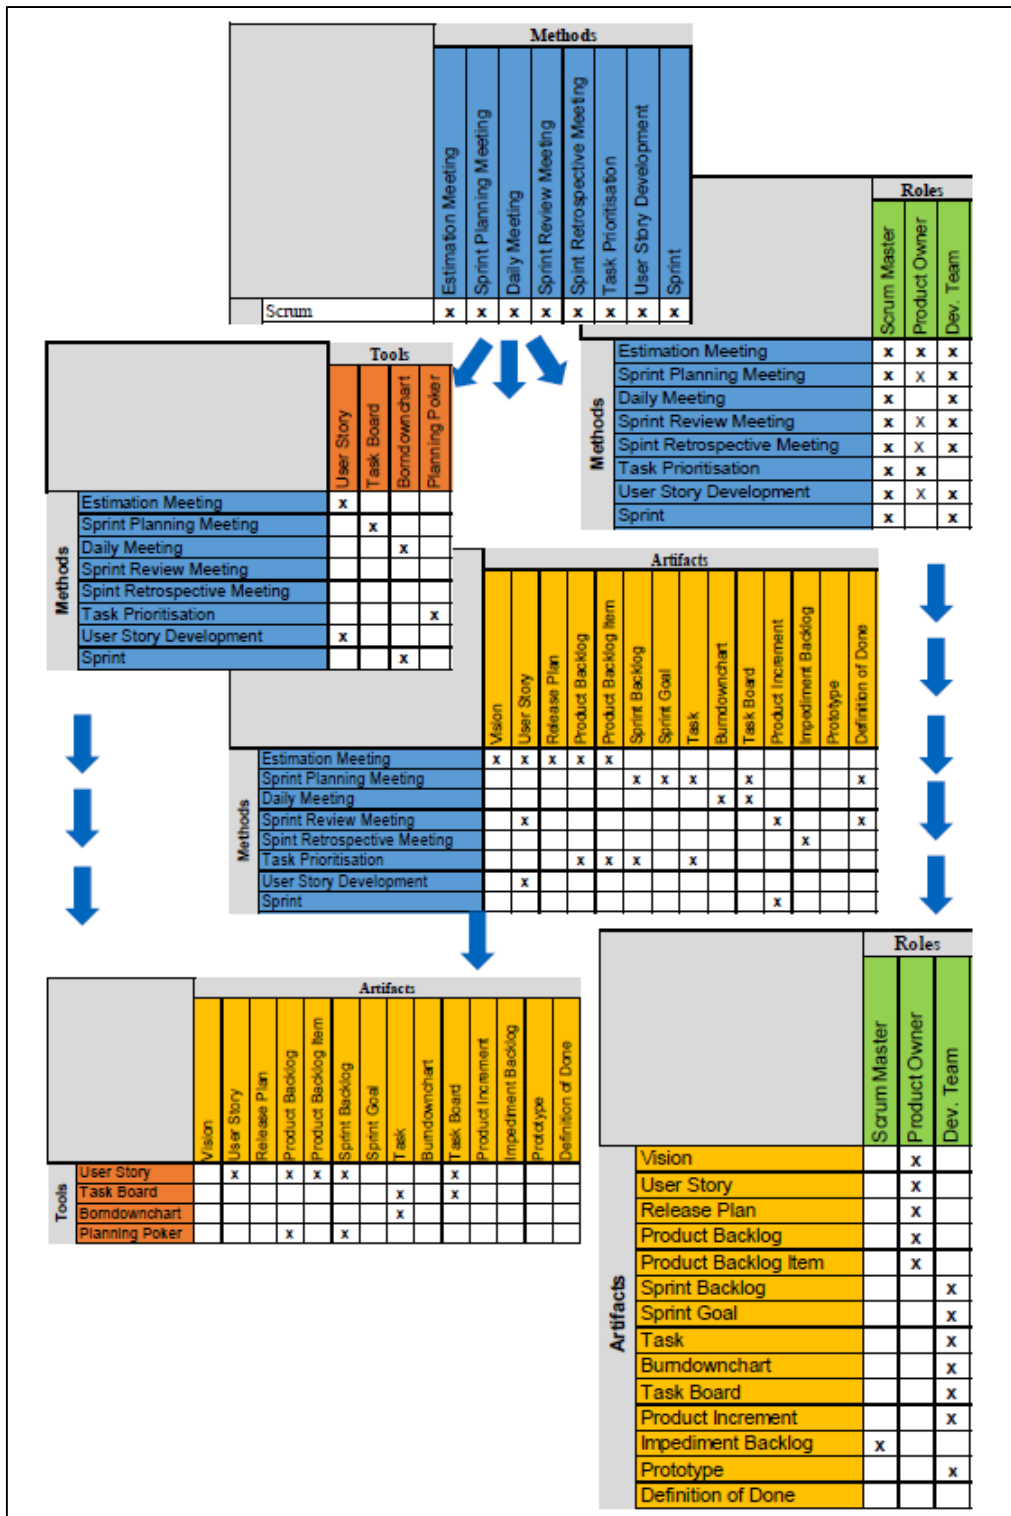 Methods
Estimation Meeting
Sprint Planning Meeting
Daily Meeting
Sprint Review Meeting
Spint Retrospective Meeting
Task Prioritisation
User Story Development
Sprint
Scrum x x x x x x x x
Roles
Scrum Master
Product Owner
Dev. Team
Methods
Estimation Meeting x x x
Sprint Planning Meeting x X x
Daily Meeting x x
Sprint Review Meeting x X x
Spint Retrospective Meeting x X x
Task Prioritisation x x
User Story Development x X x
Sprint x x
Tools
User Story
Task Board
Borndownchart
Planning Poker
Methods
Estimation Meeting x
Sprint Planning Meeting x
Daily Meeting x
Sprint Review Meeting
Spint Retrospective Meeting
Task Prioritisation x
User Story Development x
Sprint x
Artifacts
Vision
User Story
Release Plan
Product Backlog
Product Backlog Item
Sprint Backlog
Sprint Goal
Task
Burndownchart
Task Board
Product Increment
Impediment Backlog
Prototype
Definition of Done
Methods
Estimation Meeting x x x x x
Sprint Planning Meeting x x x x x
Daily Meeting x x
Sprint Review Meeting x x x
Spint Retrospective Meeting x
Task Prioritisation x x x x
User Story Development x
Sprint x
Artifacts
Vision
User Story
Release Plan
Product Backlog
Product Backlog Item
Sprint Backlog
Sprint Goal
Task
Burndownchart
Task Board
Product Increment
Impediment Backlog
Prototype
Definition of Done
Tools
User Story x x x x x
Task Board x x
Borndownchart x
Planning Poker x x
Roles
Scrum Master
Product Owner
Dev. Team
Artifacts
Vision x
User Story x
Release Plan x
Product Backlog x
Product Backlog Item x
Sprint Backlog x
Sprint Goal x
Task x
Burndownchart x
Task Board x
Product Increment x
Impediment Backlog x
Prototype x
Definition of Done